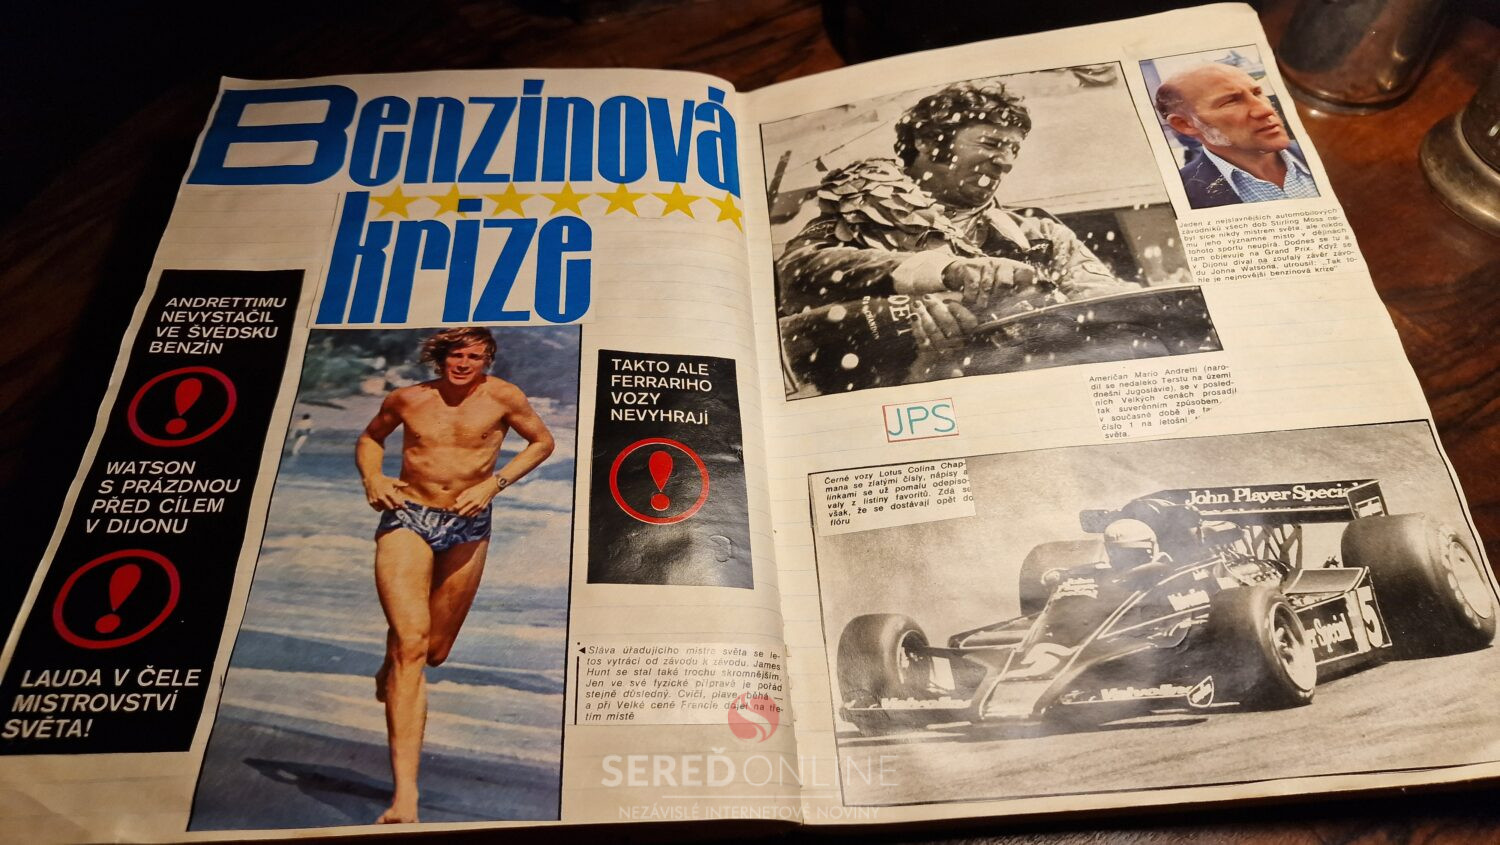 Benzinová
krize
ANDRETTIMU
NEVYSTAČIL
VE ŠVÉDSKU
BENZÍN
WATSON
S PRÁZDNOU
PŘED CÍLEM
V DIJONU
LAUDA V ČELE
MISTROVSTVÍ
SVĚTA!
TAKTO ALE
FERRARIHO
VOZY
NEVYHRAJÍ
Sláva úřadujícího mistra světa se le-
tos vytrácí od závodu k závodu. James
Hunt se stal také trochu skromnějším.
Jen ve své fyzické přípravě je pořád
stejně důsledný. Cvičí, plave, běhá —
a při Velké ceně Francie dojel na tře-
tím místě
Jeden z nejslavnějších automobilových
závodníků všech dob Stirling Moss ne-
byl sice nikdy mistrem světa, ale nikdo
mu jeho významné místo v dějinách
tohoto sportu neupírá. Dodnes se tu a
tam objevuje na Grand Prix. Když se
v Dijonu díval na zoufalý závěr závo-
du Johna Watsona, utrousil: „Tak to-
hle je nejnovější benzinová krize"
Američan Mario Andretti (naro-
dil se nedaleko Terstu na území
dnešní Jugoslávie), se v posled-
ních Velkých cenách prosadil
tak suverénním způsobem,
v současné době je
číslo 1 na letošní
světa.
JPS
Černé vozy Lotus Colina Chap-
mana se zlatými čísly, nápisy a
linkami se už pomalu odepiso-
valy z listiny favoritů. Zdá se
však, že se dostávají opět do
flóru
John Player Special
5
Valvoline
Special
5
SEREĎ ONLINE
NEZÁVISLÉ INTERNETOVÉ NOVINY